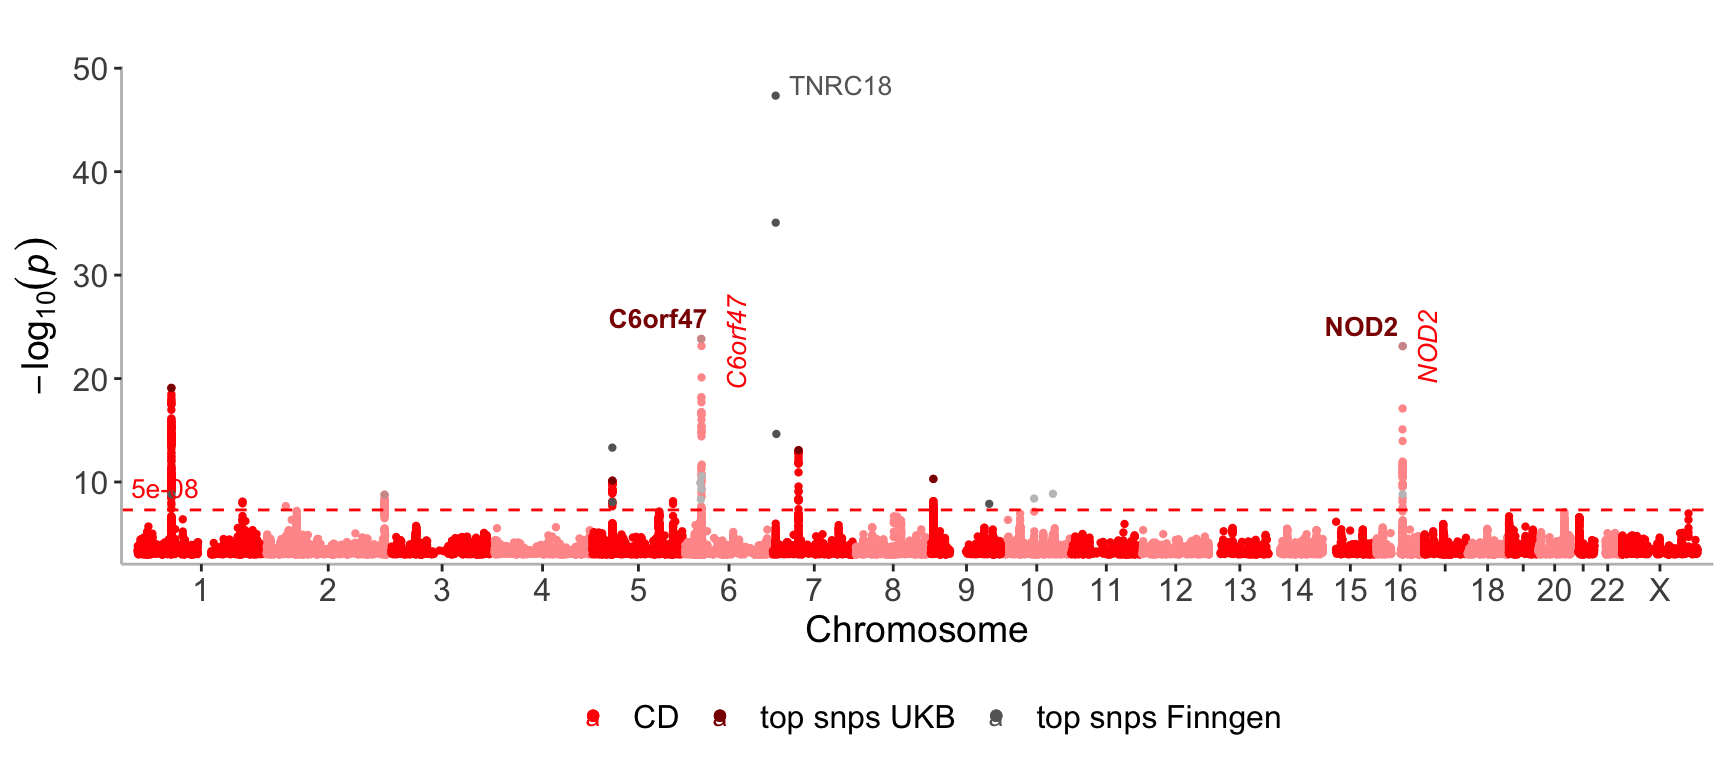 50
40
30
20
10
−log10(p)
TNRC18
C6orf47
C6orf47
NOD2
NOD2
5e-08
1 2 3 4 5 6 7 8 9 10 11 12 13 14 15 16 18 20 22 X
Chromosome
a CD a top snps UKB a top snps Finngen